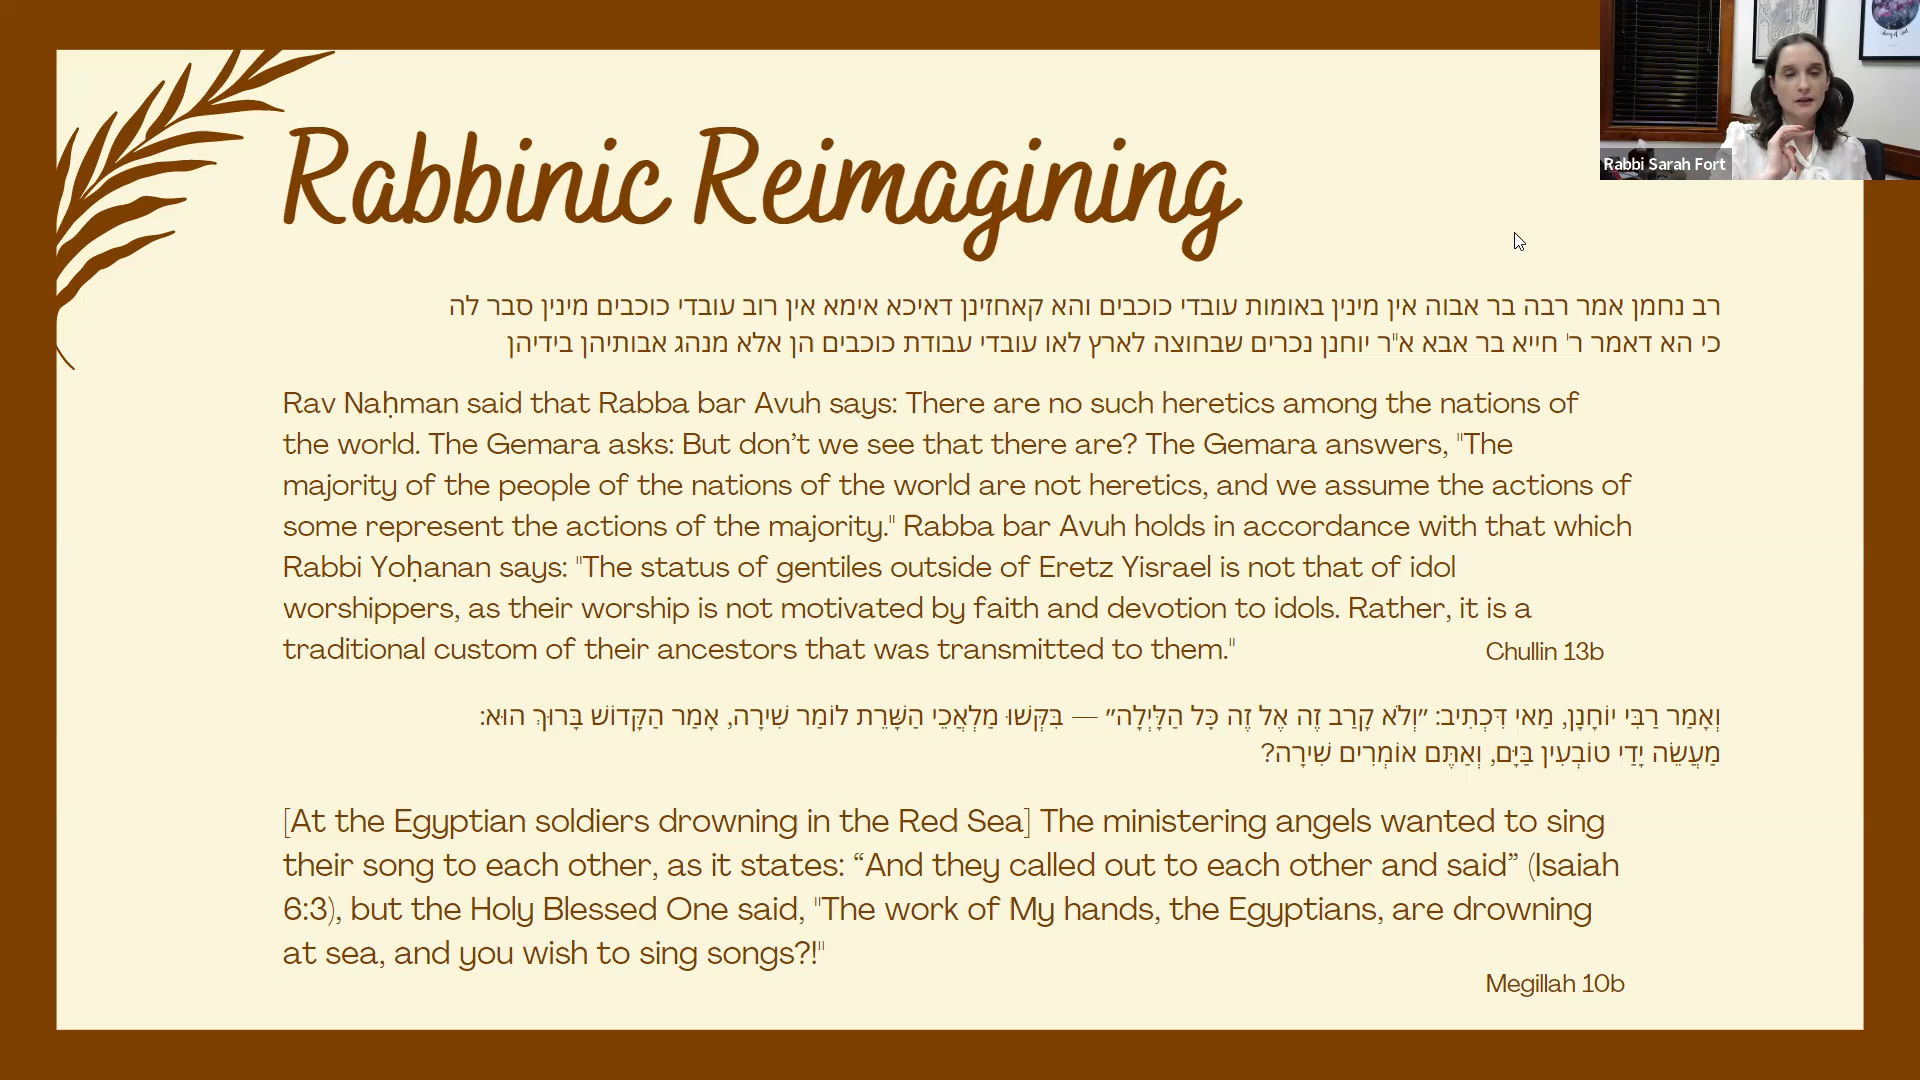 Rabbi Sarah Fort
Rabbinic Reimagining
רב נחמן אמר רבה בר אבוה אין מינין באומות עובדי כוכבים והא קאחזינן דאיכא אימא אין רוב עובדי כוכבים מינין סבר לה
כי הא דאמר ר' חייא בר אבא א"ר יוחנן נכרים שבחוצה לארץ לאו עובדי עבודת כוכבים הן אלא מנהג אבותיהן בידיהן
Rav Naḥman said that Rabba bar Avuh says: There are no such heretics among the nations of
the world. The Gemara asks: But don’t we see that there are? The Gemara answers, "The
majority of the people of the nations of the world are not heretics, and we assume the actions of
some represent the actions of the majority." Rabba bar Avuh holds in accordance with that which
Rabbi Yoḥanan says: "The status of gentiles outside of Eretz Yisrael is not that of idol
worshippers, as their worship is not motivated by faith and devotion to idols. Rather, it is a
traditional custom of their ancestors that was transmitted to them."
Chullin 13b
וְאָמַר רַבִּי יוֹחָנָן, מַאי דִּכְתִיב: ״וְלֹא קָרַב זֶה אֶל זֶה כׇּל הַלָּיְלָה״ — בִּקְּשׁוּ מַלְאֲכֵי הַשָּׁרֵת לוֹמַר שִׁירָה, אָמַר הַקָּדוֹשׁ בָּרוּךְ הוּא:
מַעֲשֵׂה יָדַי טוֹבְעִין בַּיָּם, וְאַתֶּם אוֹמְרִים שִׁירָה?
[At the Egyptian soldiers drowning in the Red Sea] The ministering angels wanted to sing
their song to each other, as it states: “And they called out to each other and said” (Isaiah
6:3), but the Holy Blessed One said, "The work of My hands, the Egyptians, are drowning
at sea, and you wish to sing songs?!"
Megillah 10b